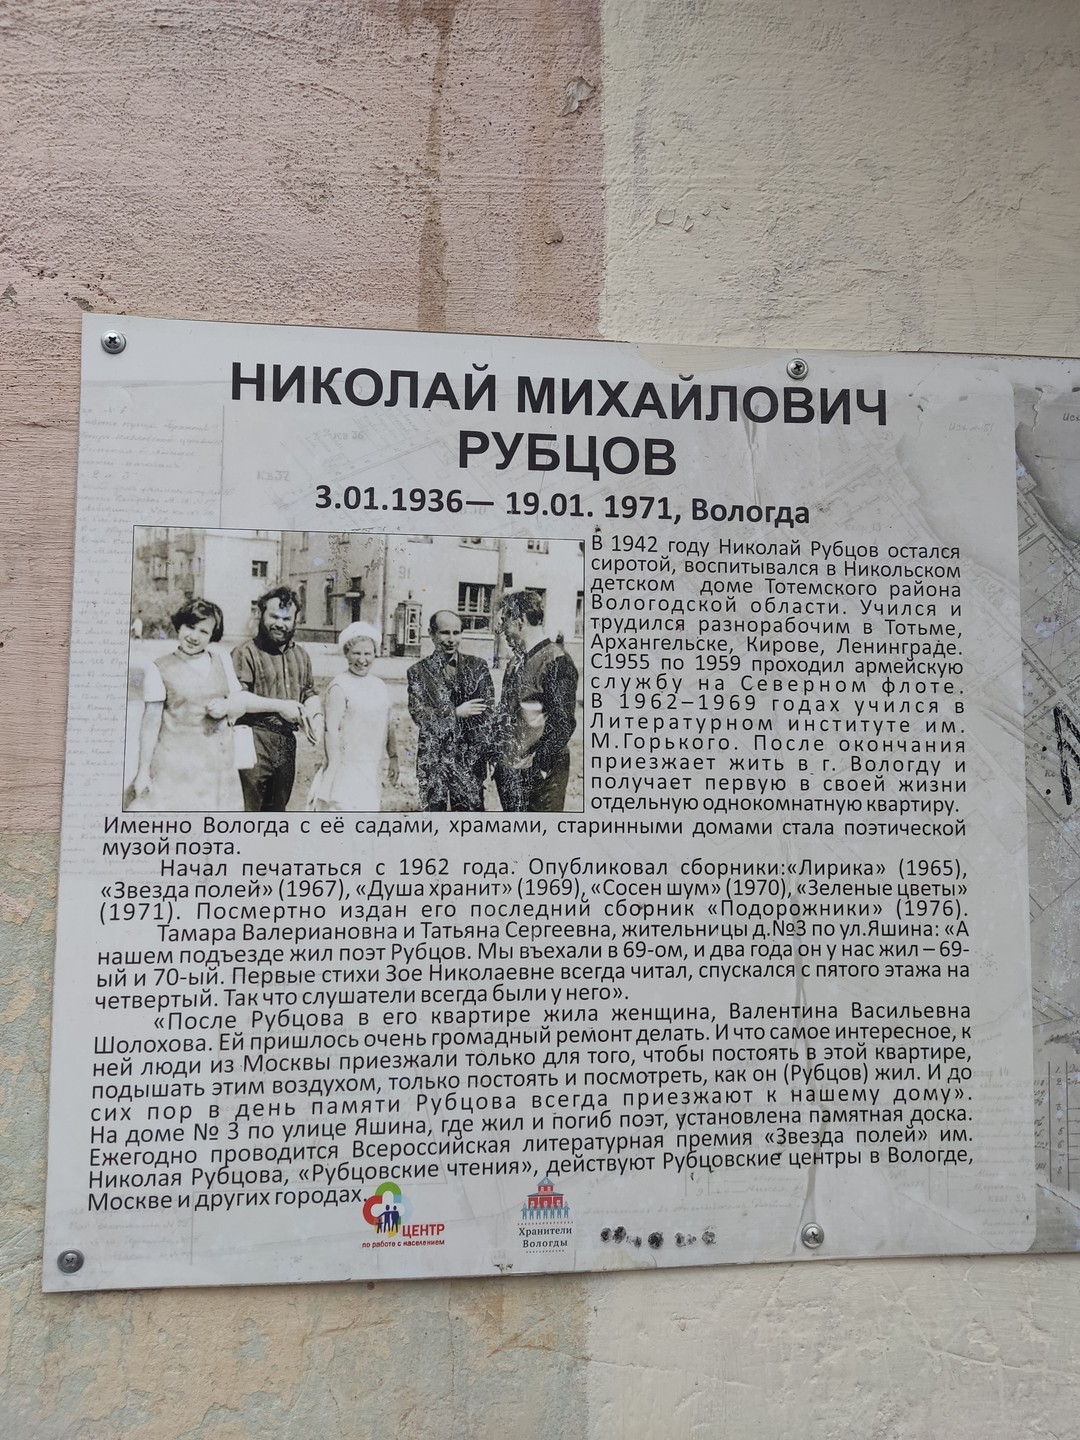 НИКОЛАЙ МИХАЙЛОВИЧ
РУБЦОВ
3.01.1936— 19.01. 1971, Вологда
В 1942 году Николай Рубцов остался
сиротой, воспитывался в Никольском
детском доме Тотемского района
Вологодской области. Учился и
трудился разнорабочим в Тотьме,
Архангельске, Кирове, Ленинграде.
С1955 по 1959 проходил армейскую
службу на Северном флоте.
В 1962–1969 годах учился в
Литературном институте им.
М.Горького. После окончания
приезжает жить в г. Вологду и
получает первую в своей жизни
отдельную однокомнатную квартиру.
Именно Вологда с её садами, храмами, старинными домами стала поэтической
музой поэта.
Начал печататься с 1962 года. Опубликовал сборники:«Лирика» (1965),
«Звезда полей» (1967), «Душа хранит» (1969), «Сосен шум» (1970), «Зеленые цветы»
(1971). Посмертно издан его последний сборник «Подорожники» (1976).
Тамара Валериановна и Татьяна Сергеевна, жительницы д.№3 по ул.Яшина: «А
нашем подъезде жил поэт Рубцов. Мы въехали в 69-ом, и два года он у нас жил – 69-
ый и 70-ый. Первые стихи Зое Николаевне всегда читал, спускался с пятого этажа на
четвертый. Так что слушатели всегда были у него».
«После Рубцова в его квартире жила женщина, Валентина Васильевна
Шолохова. Ей пришлось очень громадный ремонт делать. И что самое интересное, к
ней люди из Москвы приезжали только для того, чтобы постоять в этой квартире,
подышать этим воздухом, только постоять и посмотреть, как он (Рубцов) жил. И до
сих пор в день памяти Рубцова всегда приезжают к нашему дому».
На доме № 3 по улице Яшина, где жил и погиб поэт, установлена памятная доска.
Ежегодно проводится Всероссийская литературная премия «Звезда полей» им.
Николая Рубцова, «Рубцовские чтения», действуют Рубцовские центры в Вологде,
Москве и других городах.
ЦЕНТР
по работе с населением
Хранители
Вологды